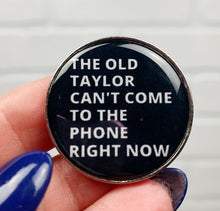 THE OLD
TAYLOR
CAN'T COME
TO THE
PHONE
RIGHT NOW